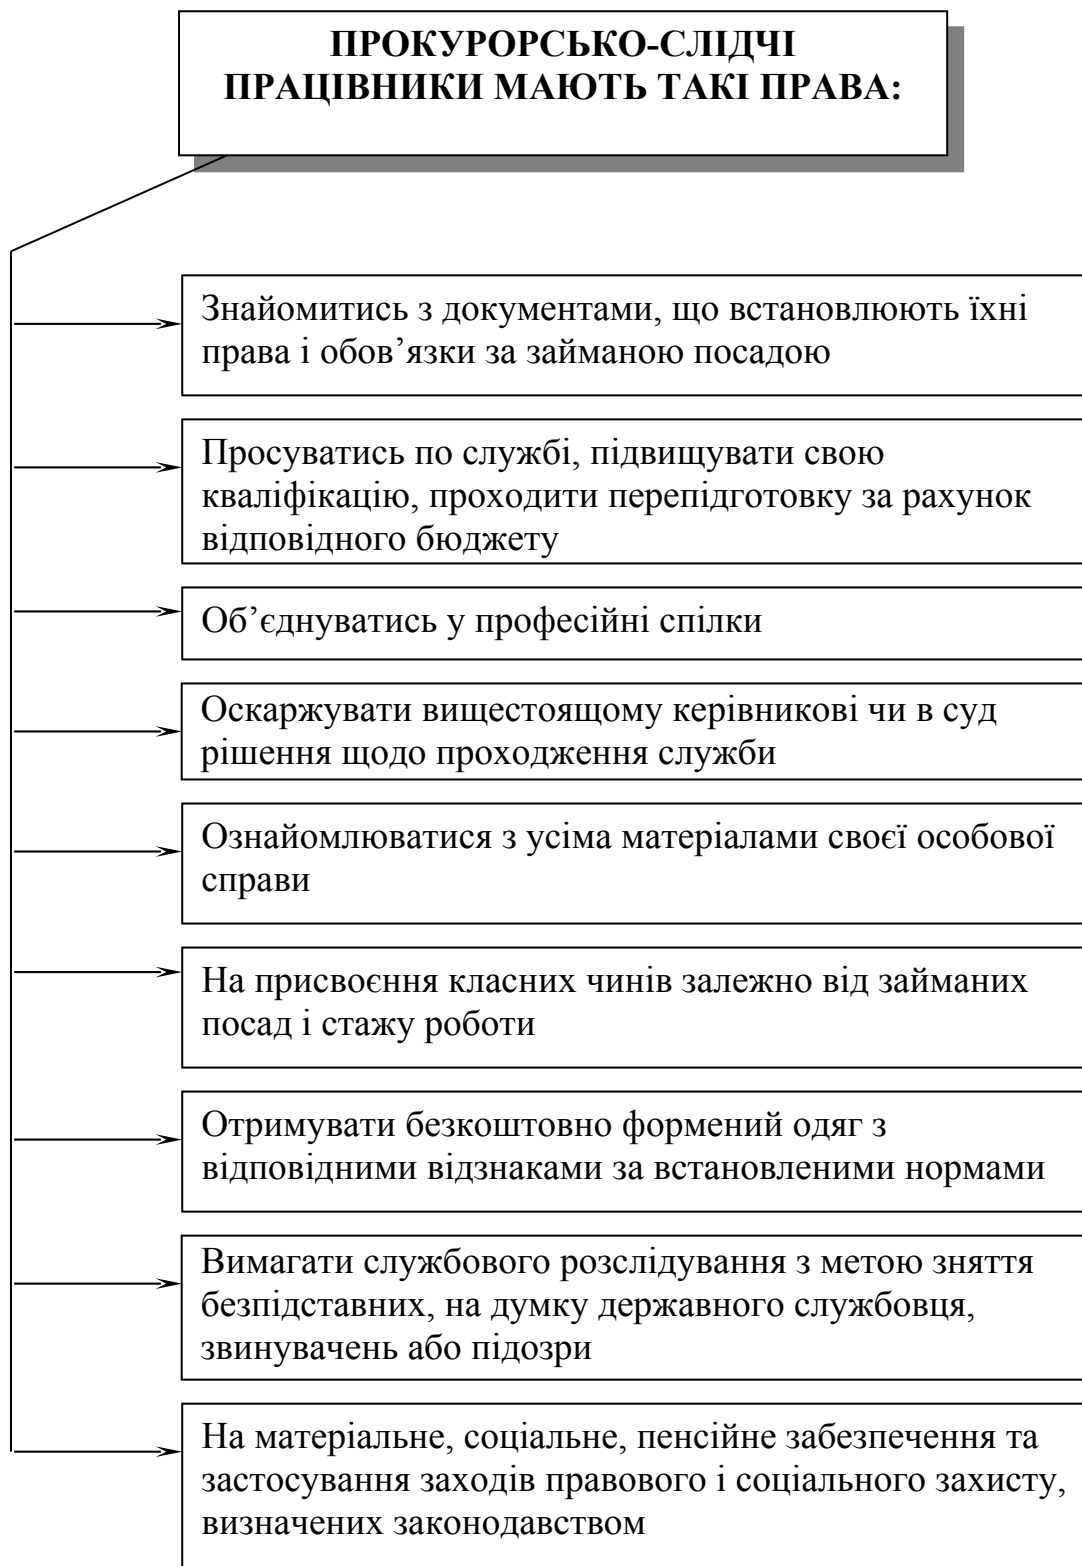 ПРОКУРОРСЬКО-СЛІДЧІ
ПРАЦІВНИКИ МАЮТЬ ТАКІ ПРАВА:
Знайомитись з документами, що встановлюють їхні
права і обов’язки за займаною посадою
Просуватись по службі, підвищувати свою
кваліфікацію, проходити перепідготовку за рахунок
відповідного бюджету
Об’єднуватись у професійні спілки
Оскаржувати вищестоящому керівникові чи в суд
рішення щодо проходження служби
Ознайомлюватися з усіма матеріалами своєї особової
справи
На присвоєння класних чинів залежно від займаних
посад і стажу роботи
Отримувати безкоштовно формений одяг з
відповідними відзнаками за встановленими нормами
Вимагати службового розслідування з метою зняття
безпідставних, на думку державного службовця,
звинувачень або підозри
На матеріальне, соціальне, пенсійне забезпечення та
застосування заходів правового і соціального захисту,
визначених законодавством